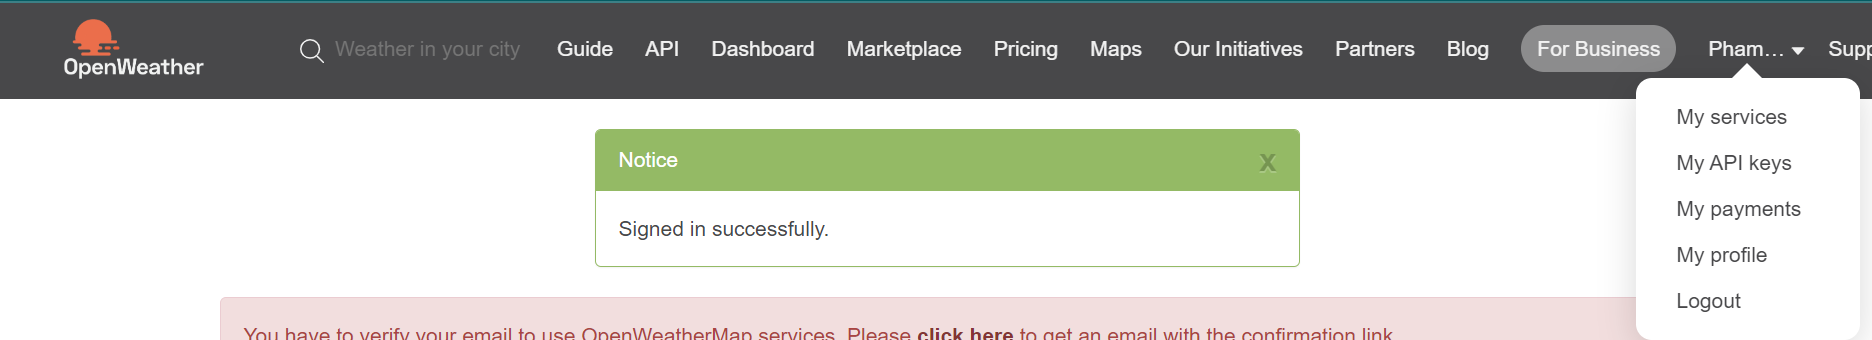 OpenWeather
Weather in your city Guide API Dashboard Marketplace Pricing Maps Our Initiatives Partners Blog For Business Pham... Supp
My services
My API keys
My payments
My profile
Logout
Notice x
Signed in successfully.
You have to verify your email to use OpenWeatherMap services. Please click here to get an email with the confirmation link.